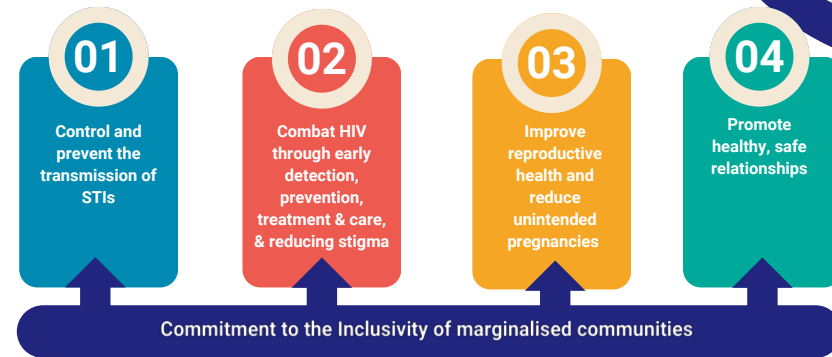 01
Control and
prevent the
transmission of
STIs
02
Combat HIV
through early
detection,
prevention,
treatment & care,
& reducing stigma
03
Improve
reproductive
health and
reduce
unintended
pregnancies
04
Promote
healthy, safe
relationships
Commitment to the Inclusivity of marginalised communities